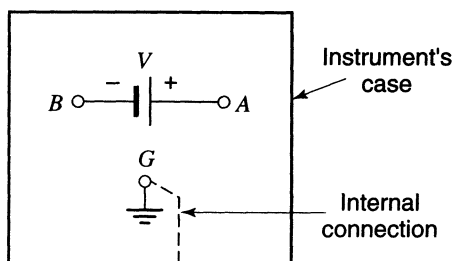 V
Instrument's
case
− +
B A
G
Internal
connection